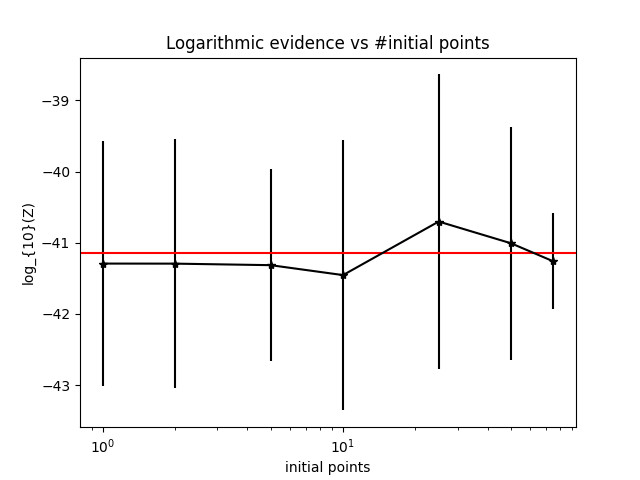 Logarithmic evidence vs #initial points
−39
−40
−41
−42
−43
log_{10}(Z)
10⁰
10¹
initial points